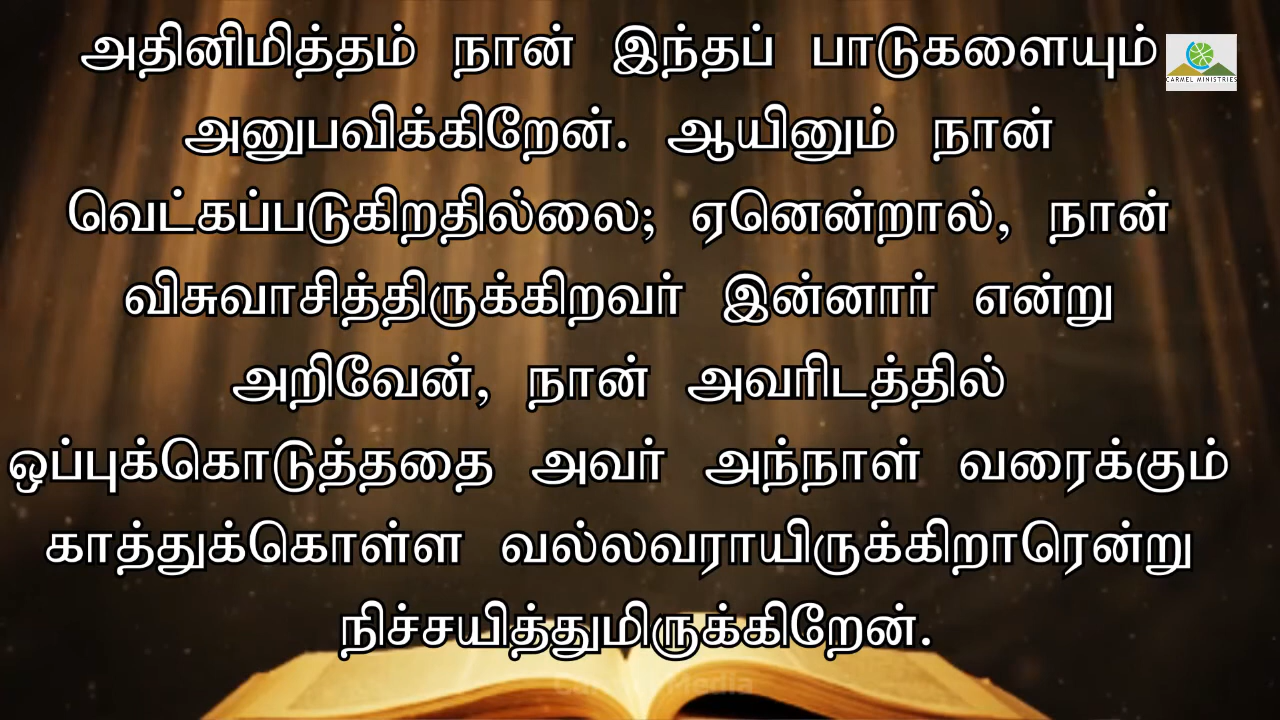 அதினிமித்தம் நான் இந்தப் பாடுகளையும்
CARMEL MINISTRIES
அனுபவிக்கிறேன். ஆயினும் நான்
வெட்கப்படுகிறதில்லை; ஏனென்றால், நான்
விசுவாசித்திருக்கிறவர் இன்னார் என்று
அறிவேன், நான் அவரிடத்தில்
ஒப்புக்கொடுத்ததை அவர் அந்நாள் வரைக்கும்
காத்துக்கொள்ள வல்லவராயிருக்கிறாரென்று
நிச்சயித்துமிருக்கிறேன்.